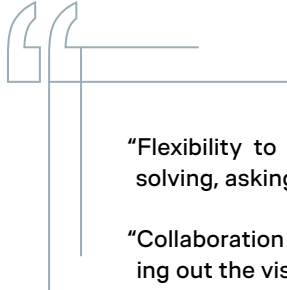 “Flexibility to
solving, asking
“Collaboration
ing out the vis